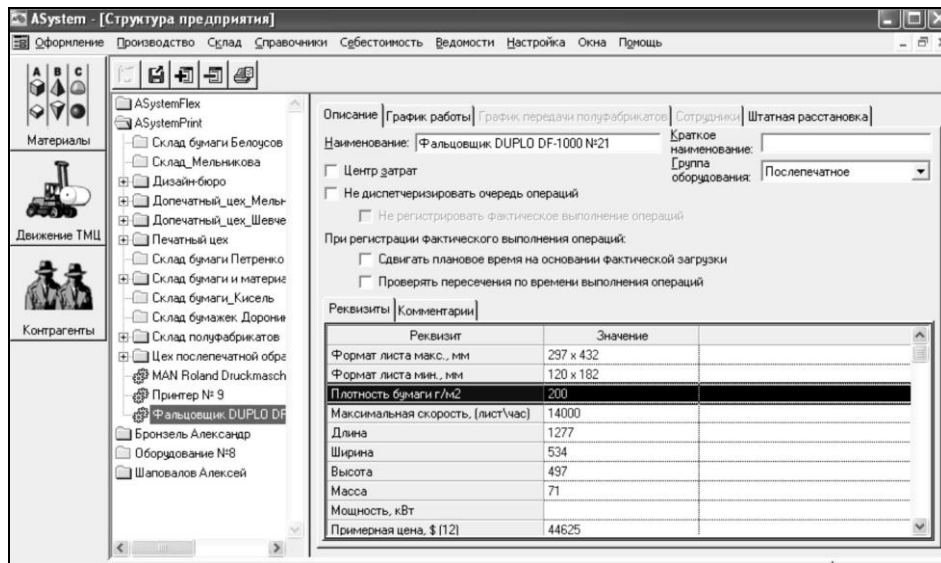 ASystem - [Структура предприятия]
Оформление Производство Склад Справочники Себестоимость Ведомости Настройка Окна Помощь
A B C
Материалы
Движение ТМЦ
Контрагенты
ASystemFlex
ASystemPrint
Склад бумаги Белоусов
Склад_Мельникова
Дизайн-бюро
Допечатный_цех_Мельн
Допечатный_цех_Шевче
Печатный цех
Склад бумаги Петренко
Склад бумаги и материа
Склад бумаги_Кисель
Склад бумажек Доронин
Склад полуфабрикатов
Цех послепечатной обра
MAN Roland Druckmasch
Принтер № 9
Фальцовщик DUPLO DF
Бронзель Александр
Оборудование №8
Шаповалов Алексей
Описание График работы График передачи полуфабрикатов Сотрудники Штатная расстановка
Наименование: Фальцовщик DUPLO DF-1000 №21
Краткое наименование:
Центр затрат
Группа оборудования: Послепечатное
Не диспетчеризировать очередь операций
Не регистрировать фактическое выполнение операций
При регистрации фактического выполнения операций:
Сдвигать плановое время на основании фактической загрузки
Проверять пересечения по времени выполнения операций
Реквизиты Комментарии
Реквизит Значение
Формат листа макс., мм 297 x 432
Формат листа мин., мм 120 x 182
Плотность бумаги г/м2 200
Максимальная скорость, (лист\час) 14000
Длина 1277
Ширина 534
Высота 497
Масса 71
Мощность, кВт
Примерная цена, $ (12) 44625